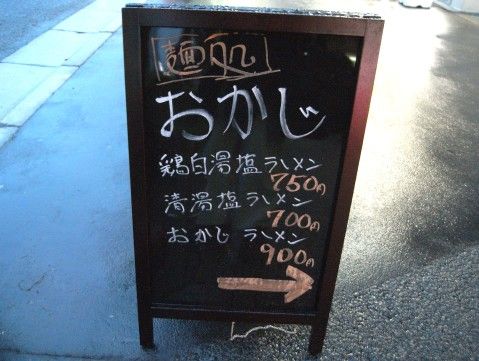 麺処
おかじ
鶏白湯塩ラーメン
750円
清湯塩ラーメン
700円
おかじ ラーメン
900円